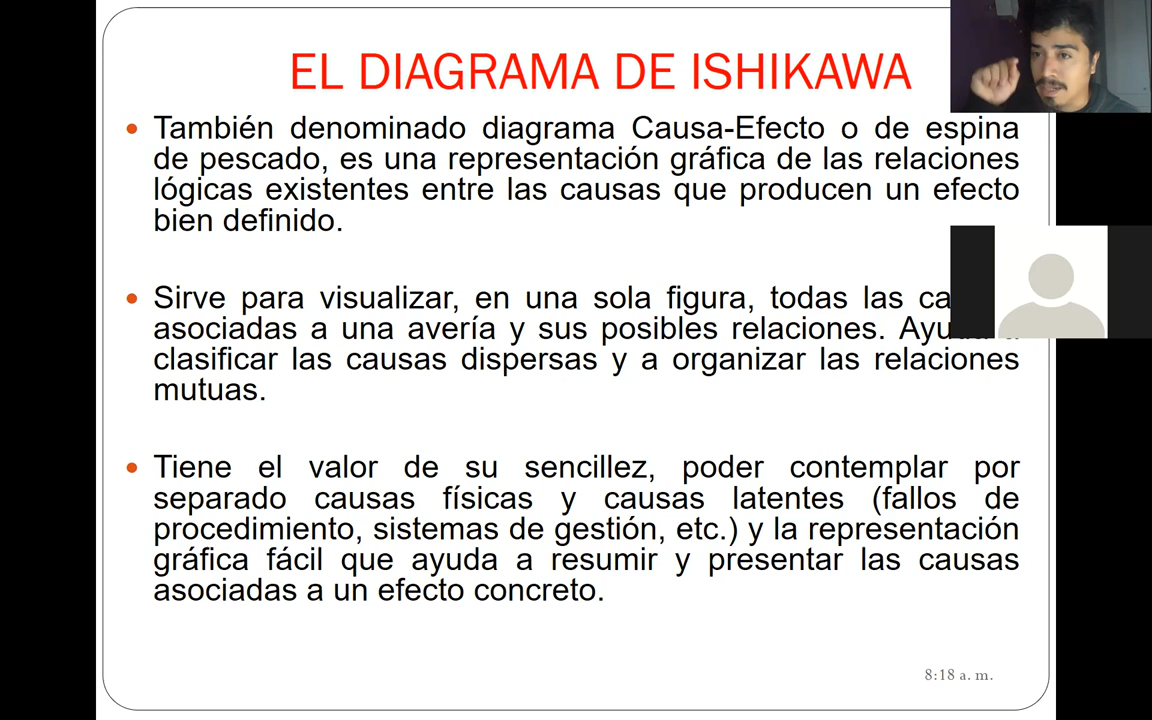 EL DIAGRAMA DE ISHIKAWA
• También denominado diagrama Causa-Efecto o de espina
de pescado, es una representación gráfica de las relaciones
lógicas existentes entre las causas que producen un efecto
bien definido.
• Sirve para visualizar, en una sola figura, todas las
asociadas a una avería y sus posibles relaciones.
clasificar las causas dispersas y a organizar las relaciones
mutuas.
• Tiene el valor de su sencillez, poder contemplar por
separado causas físicas y causas latentes (fallos de
procedimiento, sistemas de gestión, etc.) y la representación
gráfica fácil que ayuda a resumir y presentar las causas
asociadas a un efecto concreto.
8:18 a. m.